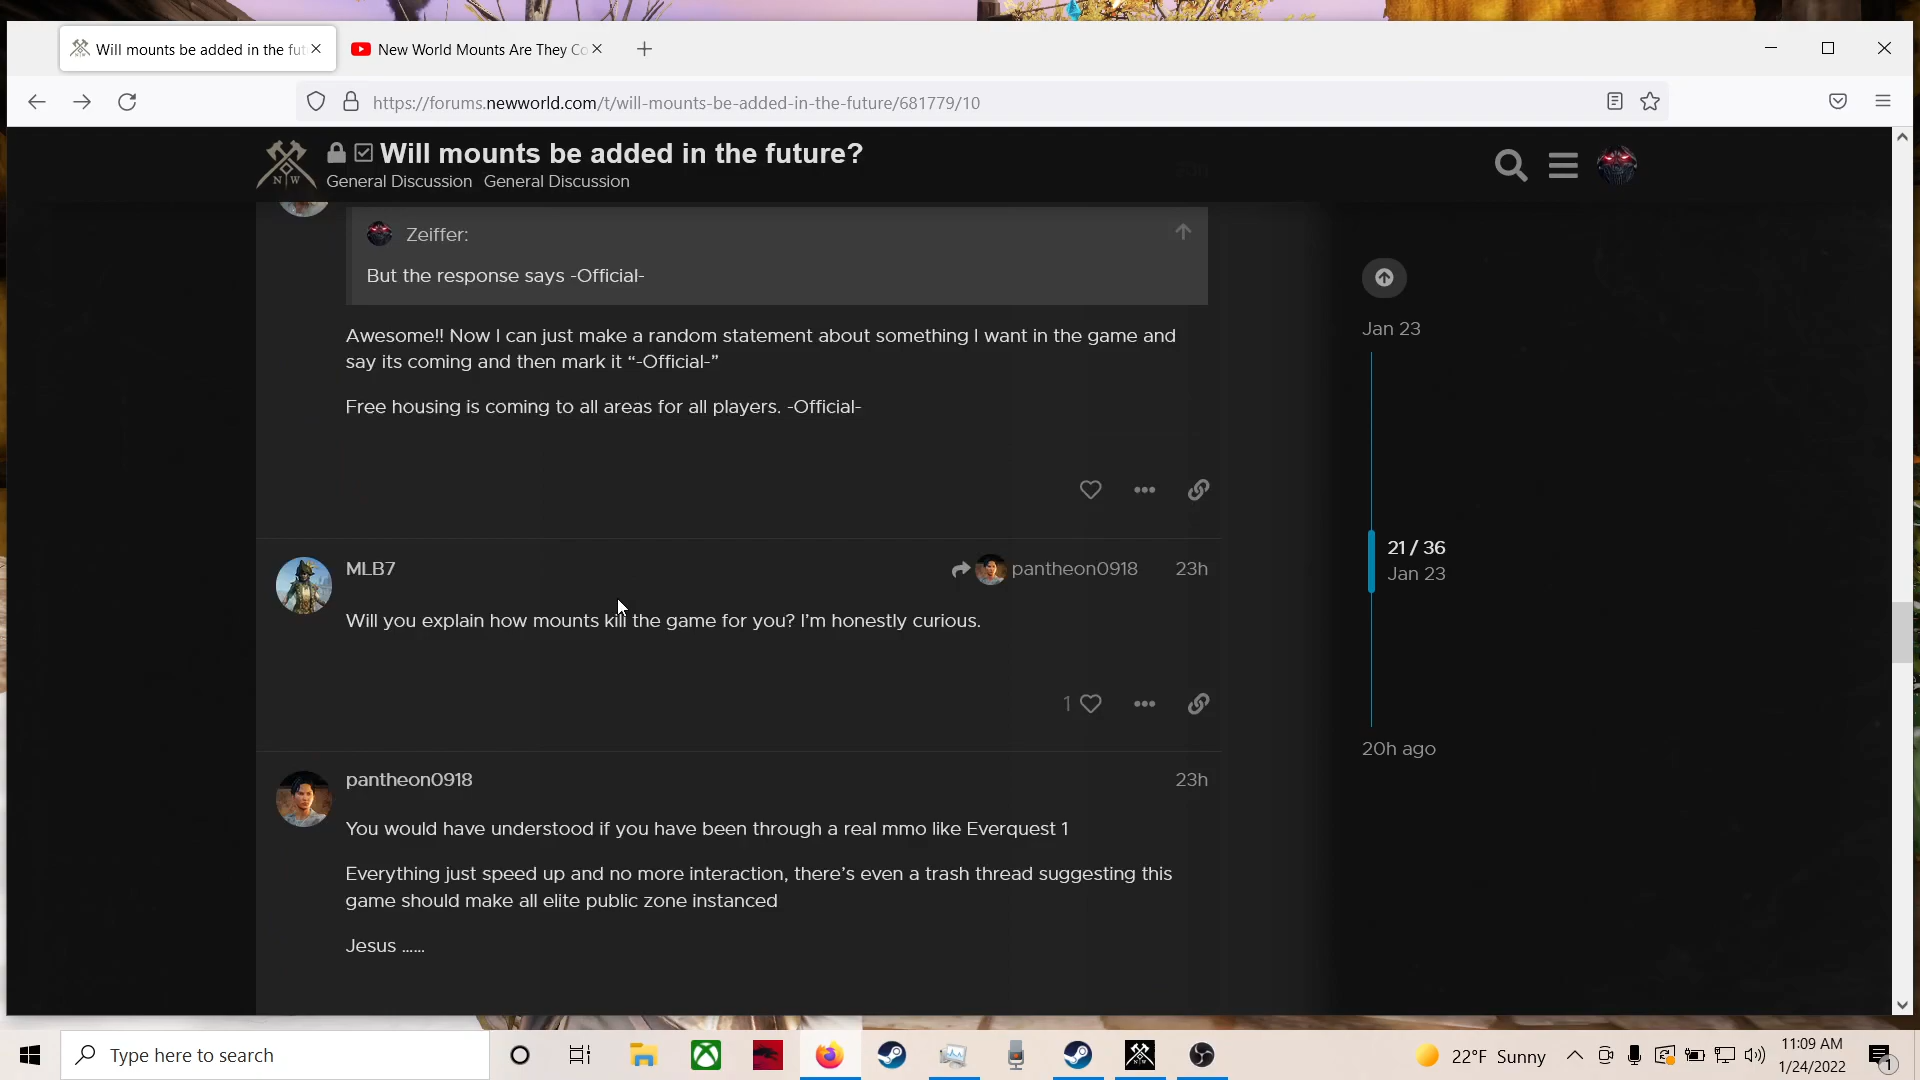 Will mounts be added in the fut
New World Mounts Are They Co
https://forums.newworld.com/t/will-mounts-be-added-in-the-future/681779/10
N W
Will mounts be added in the future?
General Discussion General Discussion
Zeiffer:
But the response says -Official-
Awesome!! Now I can just make a random statement about something I want in the game and
say its coming and then mark it “-Official-”
Free housing is coming to all areas for all players. -Official-
MLB7
pantheon0918
23h
Will you explain how mounts kill the game for you? I’m honestly curious.
1
pantheon0918
23h
You would have understood if you have been through a real mmo like Everquest 1
Everything just speed up and no more interaction, there’s even a trash thread suggesting this
game should make all elite public zone instanced
Jesus ……
Jan 23
21 / 36
Jan 23
20h ago
Type here to search
22°F Sunny
11:09 AM
1/24/2022
1